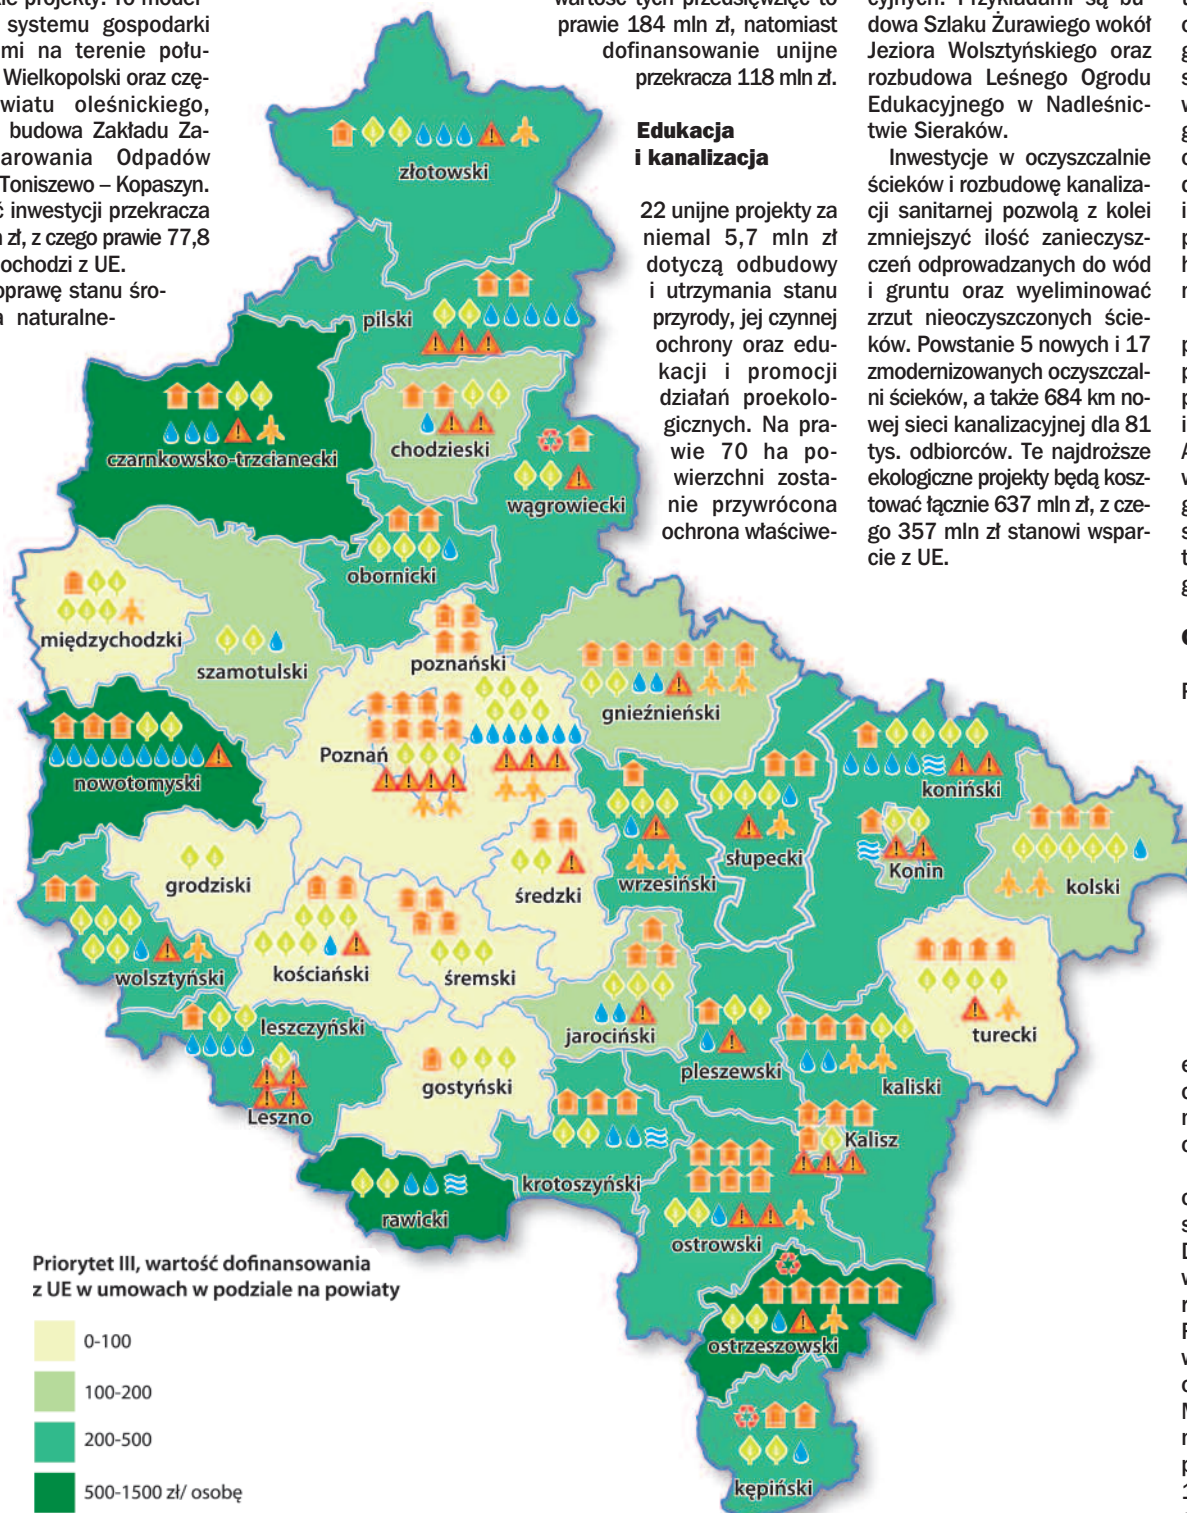 systemu gospodarki
mi na terenie połu-
Wielkopolski oraz czę-
wiatu oleśnickiego,
budowa Zakładu Za-
arowania Odpadów
Toniszewo – Kopaszyn.
ć inwestycji przekracza
n zł, z czego prawie 77,8
ochodzi z UE.
oprawę stanu śro-
a naturalne-
prawie 184 mln zł, natomiast
dofinansowanie unijne
przekracza 118 mln zł.
Edukacja
i kanalizacja
22 unijne projekty za
niemal 5,7 mln zł
dotyczą odbudowy
i utrzymania stanu
przyrody, jej czynnej
ochrony oraz edu-
kacji i promocji
działań proekolo-
gicznych. Na pra-
wie 70 ha po-
wierzchni zosta-
nie przywrócona
ochrona właściwe-
cyjnych. Przykładami są bu-
dowa Szlaku Żurawiego wokół
Jeziora Wolsztyńskiego oraz
rozbudowa Leśnego Ogrodu
Edukacyjnego w Nadleśnic-
twie Sieraków.
Inwestycje w oczyszczalnie
ścieków i rozbudowę kanaliza-
cji sanitarnej pozwolą z kolei
zmniejszyć ilość zanieczysz-
czeń odprowadzanych do wód
i gruntu oraz wyeliminować
zrzut nieoczyszczonych ście-
ków. Powstanie 5 nowych i 17
zmodernizowanych oczyszczal-
ni ścieków, a także 684 km no-
wej sieci kanalizacyjnej dla 81
tys. odbiorców. Te najdroższe
ekologiczne projekty będą kosz-
tować łącznie 637 mln zł, z cze-
go 357 mln zł stanowi wspar-
cie z UE.
złotowski
pilski
chodzieski
czarnkowsko-trzcianecki
wągrowiecki
obornicki
międzychodzki
szamotulski
poznański
gnieźnieński
Poznań
nowotomyski
koniński
słupecki
Konin
kolski
wrzesiński
grodziski
średzki
kościański
śremski
wolsztyński
leszczyński
jarociński
turecki
pleszewski
kaliski
gostyński
Leszno
Kalisz
krotoszyński
rawicki
ostrowski
ostrzeszowski
kępiński
Priorytet III, wartość dofinansowania
z UE w umowach w podziale na powiaty
0-100
100-200
200-500
500-1500 zł/ osobę